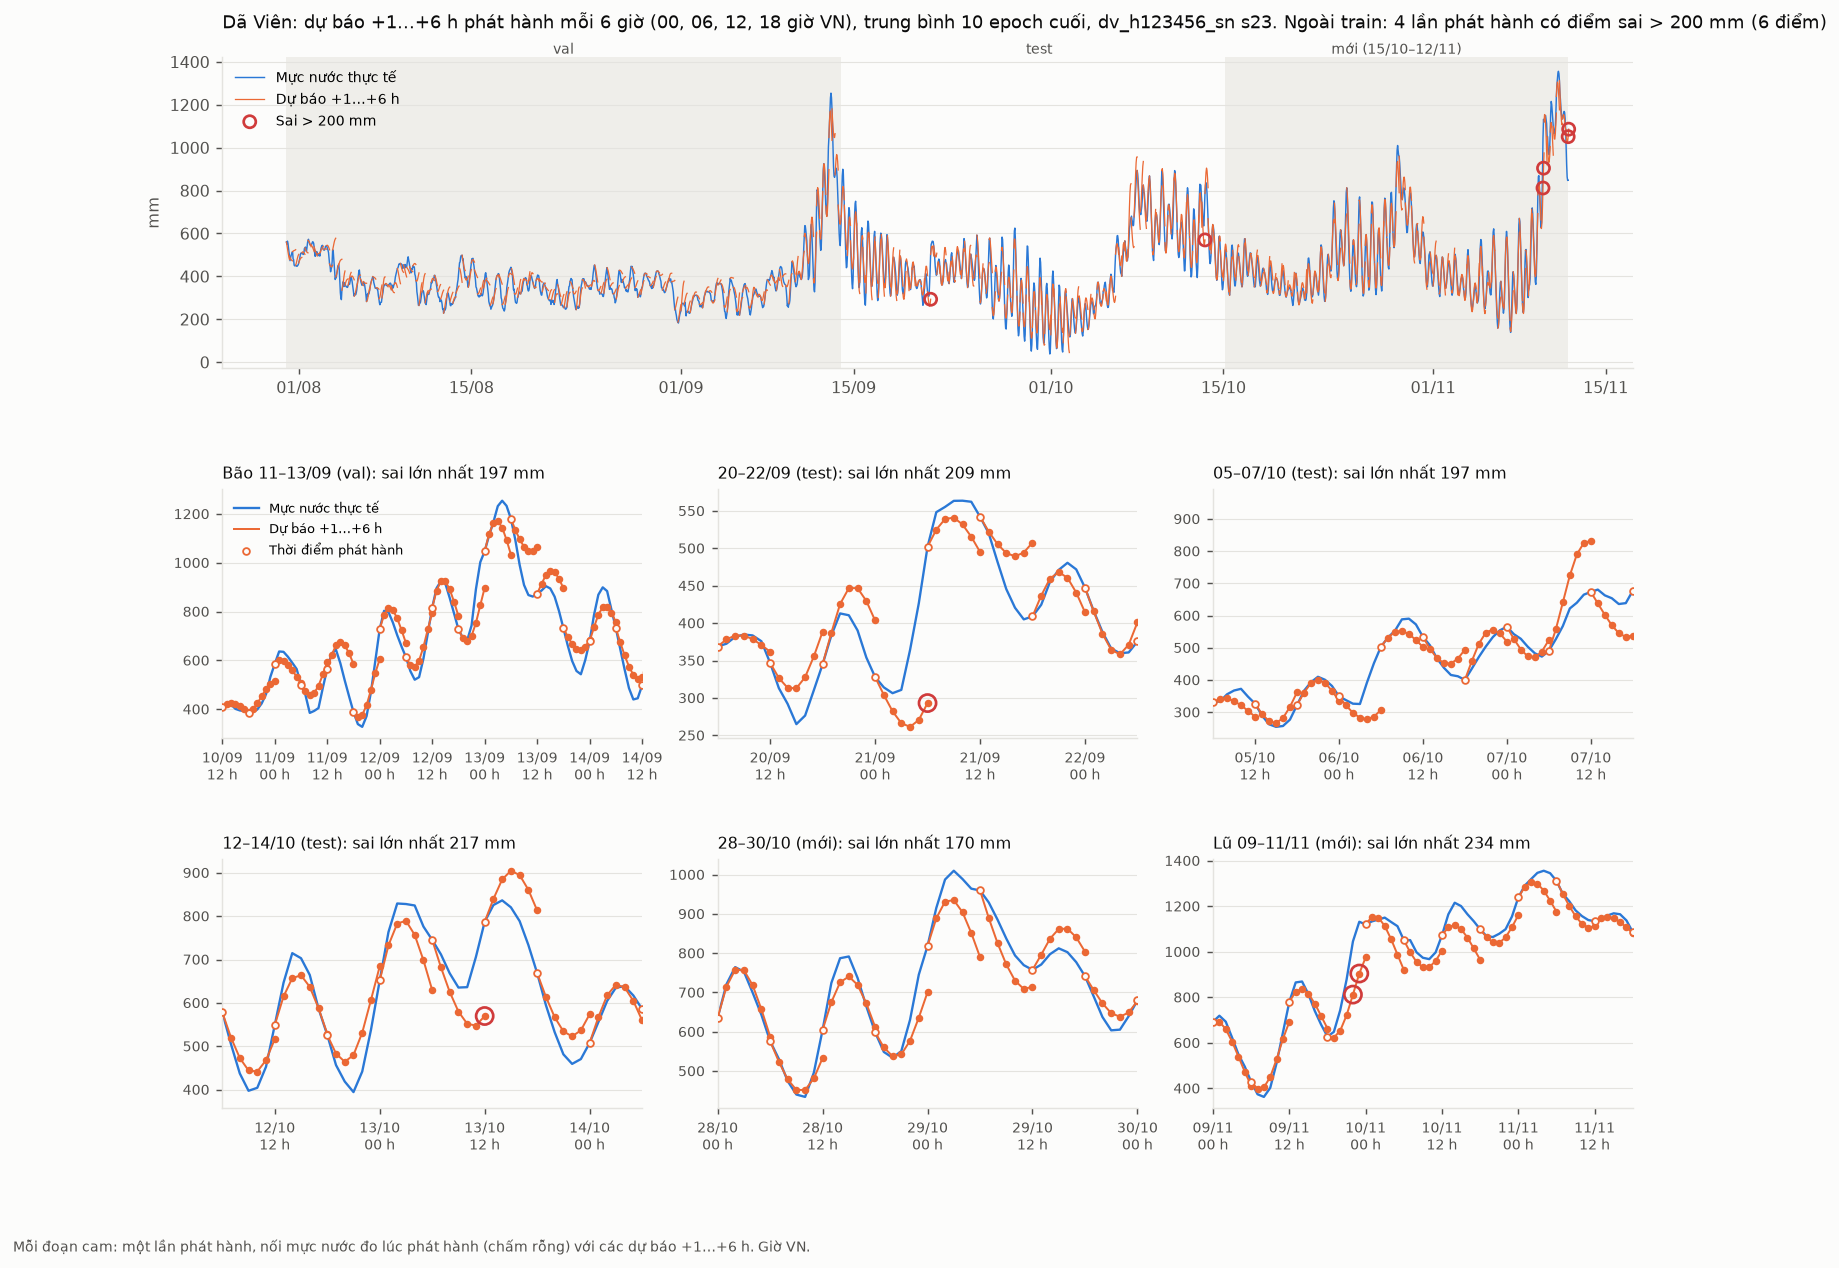 Dã Viên: dự báo +1…+6 h phát hành mỗi 6 giờ (00, 06, 12, 18 giờ VN), trung bình 10 epoch cuối, dv_h123456_sn s23. Ngoài train: 4 lần phát hành có điểm sai > 200 mm (6 điểm)
val test mới (15/10–12/11)
Mực nước thực tế
Dự báo +1…+6 h
Sai > 200 mm
mm
1400
1200
1000
800
600
400
200
0
01/08 15/08 01/09 15/09 01/10 15/10 01/11 15/11
Bão 11–13/09 (val): sai lớn nhất 197 mm
Mực nước thực tế
Dự báo +1…+6 h
Thời điểm phát hành
1200
1000
800
600
400
10/09 11/09 11/09 12/09 12/09 13/09 13/09 14/09 14/09
12 h 00 h 12 h 00 h 12 h 00 h 12 h 00 h 12 h
20–22/09 (test): sai lớn nhất 209 mm
550
500
450
400
350
300
250
20/09 21/09 21/09 22/09
12 h 00 h 12 h 00 h
05–07/10 (test): sai lớn nhất 197 mm
900
800
700
600
500
400
300
05/10 06/10 06/10 07/10 07/10
12 h 00 h 12 h 00 h 12 h
12–14/10 (test): sai lớn nhất 217 mm
900
800
700
600
500
400
12/10 13/10 13/10 14/10
12 h 00 h 12 h 00 h
28–30/10 (mới): sai lớn nhất 170 mm
1000
900
800
700
600
500
28/10 28/10 29/10 29/10 30/10
00 h 12 h 00 h 12 h 00 h
Lũ 09–11/11 (mới): sai lớn nhất 234 mm
1400
1200
1000
800
600
400
09/11 09/11 10/11 10/11 11/11 11/11
00 h 12 h 00 h 12 h 00 h 12 h
Mỗi đoạn cam: một lần phát hành, nối mực nước đo lúc phát hành (chấm rỗng) với các dự báo +1…+6 h. Giờ VN.